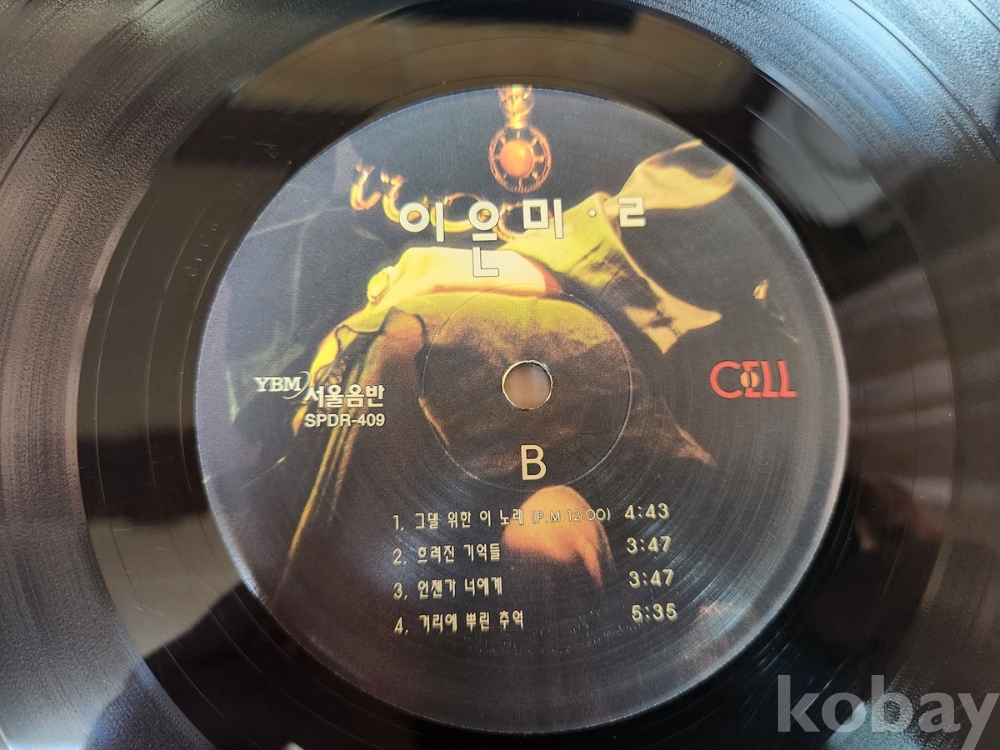 이은미·2
YBM 서울음반
SPDR-409
CELL
B
1, 그댈 위한 이 노래 (P.M 12 OO) 4:43
2, 흐려진 기억들 3:47
3, 언젠가 너에게 3:47
4, 거리에 뿌린 추억 5:35
kobay